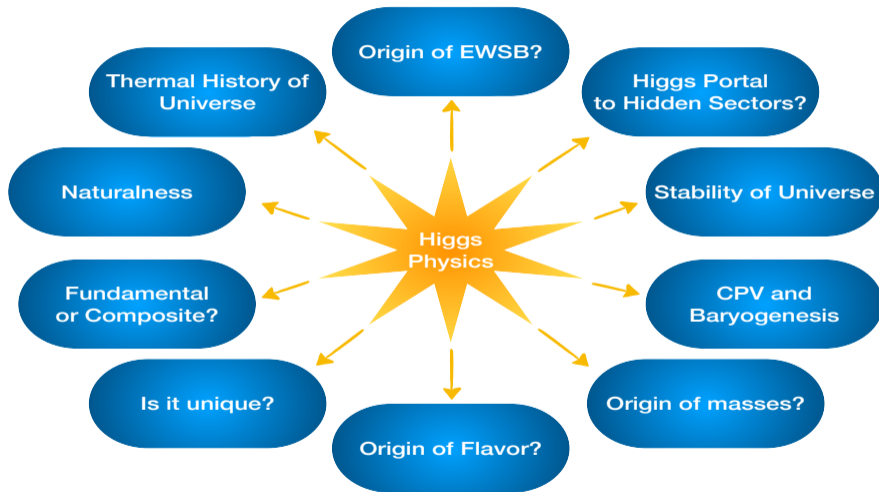 Origin of EWSB?
Thermal History of
Universe
Higgs Portal
to Hidden Sectors?
Naturalness
Stability of Universe
Higgs
Physics
Fundamental
or Composite?
CPV and
Baryogenesis
Is it unique?
Origin of masses?
Origin of Flavor?